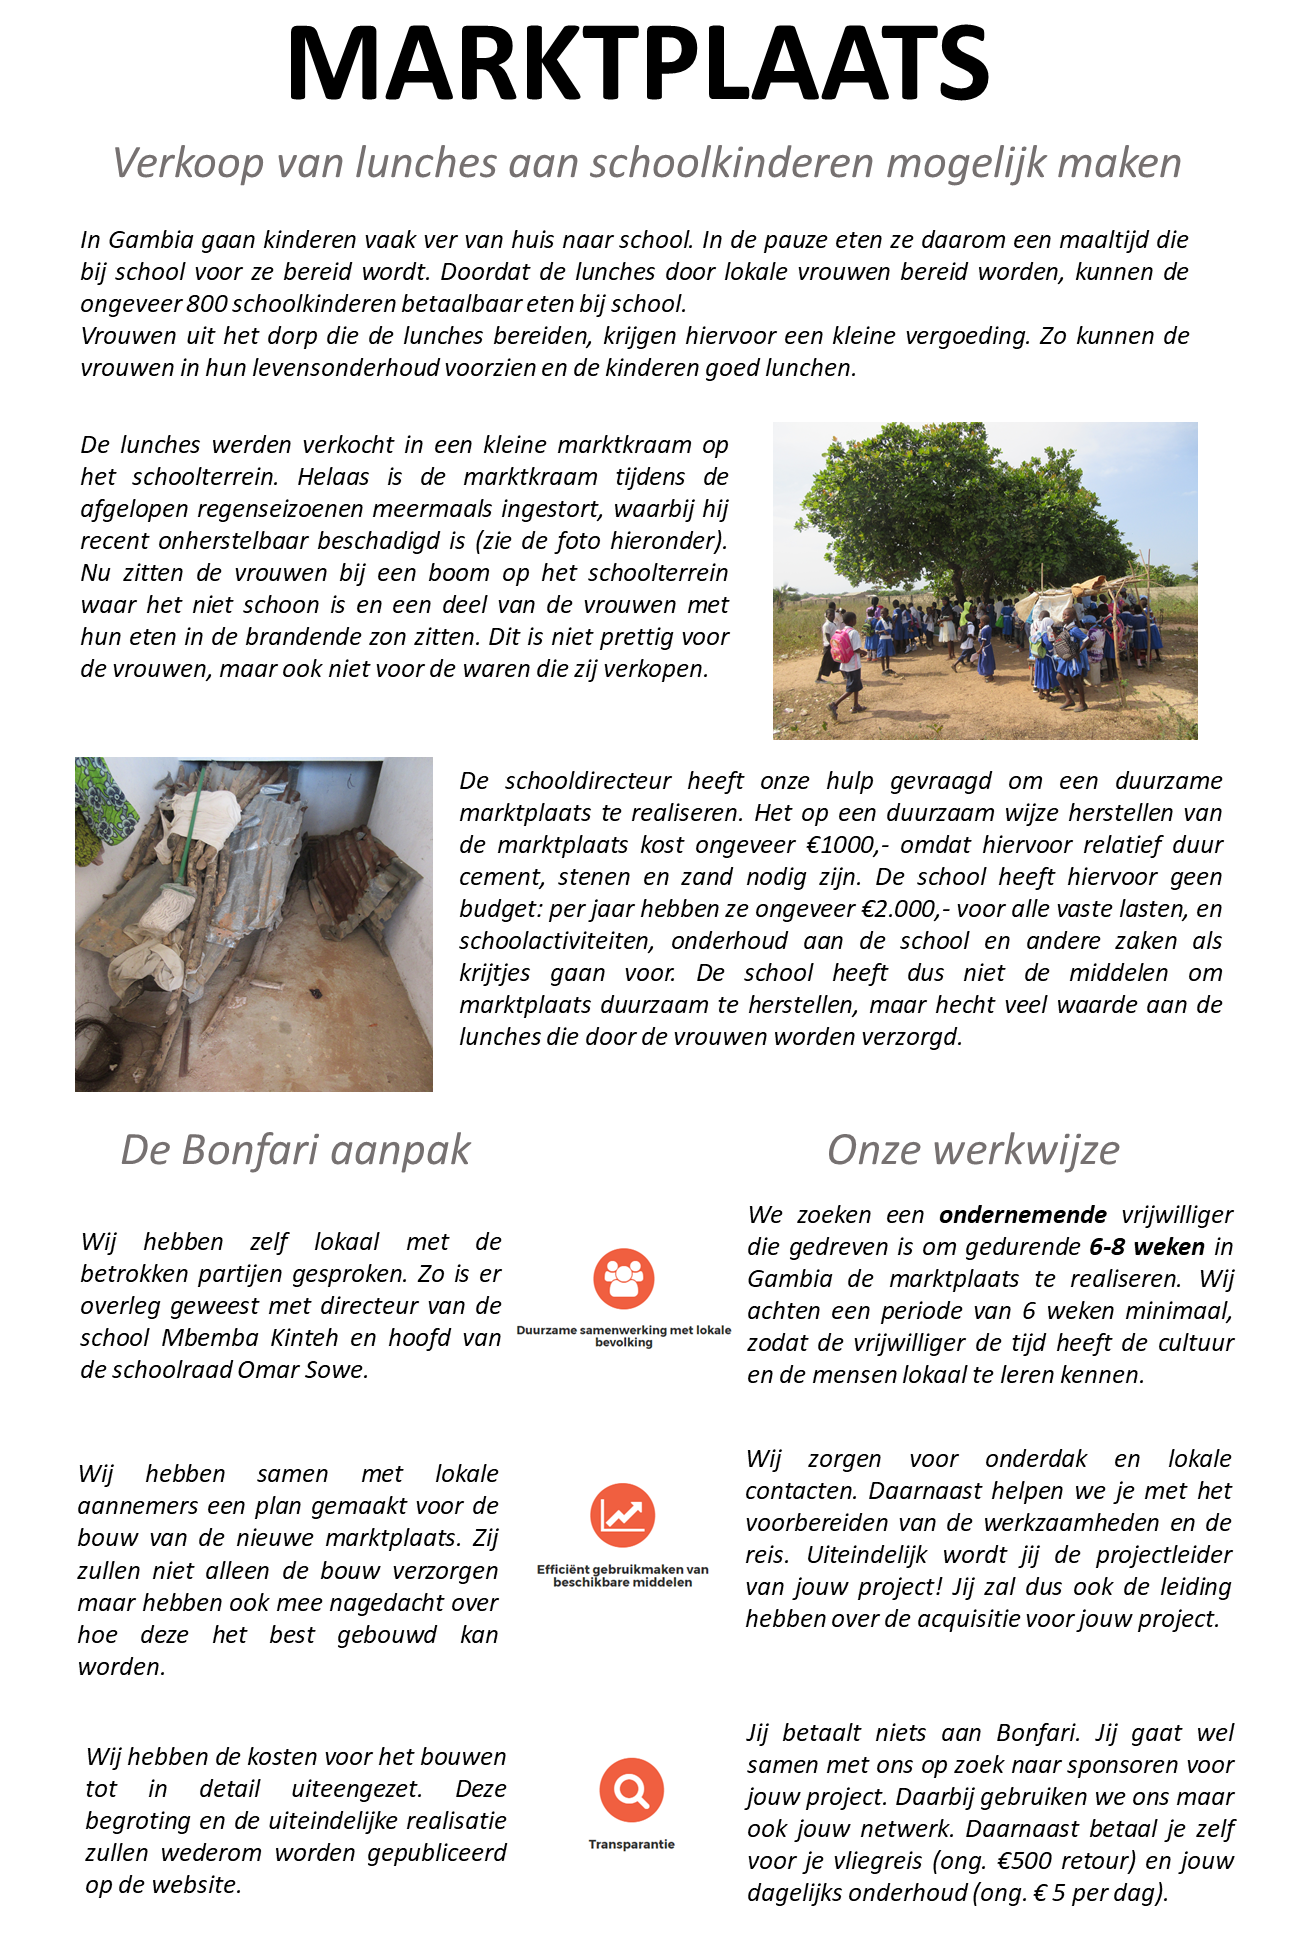 MARKTPLAATS
Verkoop van lunches aan schoolkinderen mogelijk maken
In Gambia gaan kinderen vaak ver van huis naar school. In de pauze eten ze daarom een maaltijd die
bij school voor ze bereid wordt. Doordat de lunches door lokale vrouwen bereid worden, kunnen de
ongeveer 800 schoolkinderen betaalbaar eten bij school.
Vrouwen uit het dorp die de lunches bereiden, krijgen hiervoor een kleine vergoeding. Zo kunnen de
vrouwen in hun levensonderhoud voorzien en de kinderen goed lunchen.
De lunches werden verkocht in een kleine marktkraam op
het schoolterrein. Helaas is de marktkraam tijdens de
afgelopen regenseizoenen meermaals ingestort, waarbij hij
recent onherstelbaar beschadigd is (zie de foto hieronder).
Nu zitten de vrouwen bij een boom op het schoolterrein
waar het niet schoon is en een deel van de vrouwen met
hun eten in de brandende zon zitten. Dit is niet prettig voor
de vrouwen, maar ook niet voor de waren die zij verkopen.
De schooldirecteur heeft onze hulp gevraagd om een duurzame
marktplaats te realiseren. Het op een duurzaam wijze herstellen van
de marktplaats kost ongeveer €1000,- omdat hiervoor relatief duur
cement, stenen en zand nodig zijn. De school heeft hiervoor geen
budget: per jaar hebben ze ongeveer €2.000,- voor alle vaste lasten, en
schoolactiviteiten, onderhoud aan de school en andere zaken als
krijtjes gaan voor. De school heeft dus niet de middelen om
marktplaats duurzaam te herstellen, maar hecht veel waarde aan de
lunches die door de vrouwen worden verzorgd.
De Bonfari aanpak
Wij hebben zelf lokaal met de
betrokken partijen gesproken. Zo is er
overleg geweest met directeur van de
school Mbemba Kinteh en hoofd van
de schoolraad Omar Sowe.
Wij hebben samen met lokale
aannemers een plan gemaakt voor de
bouw van de nieuwe marktplaats. Zij
zullen niet alleen de bouw verzorgen
maar hebben ook mee nagedacht over
hoe deze het best gebouwd kan
worden.
Wij hebben de kosten voor het bouwen
tot in detail uiteengezet. Deze
begroting en de uiteindelijke realisatie
zullen wederom worden gepubliceerd
op de website.
Duurzame samenwerking met lokale
bevolking
Efficiënt gebruikmaken van
beschikbare middelen
Transparantie
Onze werkwijze
We zoeken een ondernemende vrijwilliger
die gedreven is om gedurende 6-8 weken in
Gambia de marktplaats te realiseren. Wij
achten een periode van 6 weken minimaal,
zodat de vrijwilliger de tijd heeft de cultuur
en de mensen lokaal te leren kennen.
Wij zorgen voor onderdak en lokale
contacten. Daarnaast helpen we je met het
voorbereiden van de werkzaamheden en de
reis. Uiteindelijk wordt jij de projectleider
van jouw project! Jij zal dus ook de leiding
hebben over de acquisitie voor jouw project.
Jij betaalt niets aan Bonfari. Jij gaat wel
samen met ons op zoek naar sponsoren voor
jouw project. Daarbij gebruiken we ons maar
ook jouw netwerk. Daarnaast betaal je zelf
voor je vliegreis (ong. €500 retour) en jouw
dagelijks onderhoud (ong. € 5 per dag).